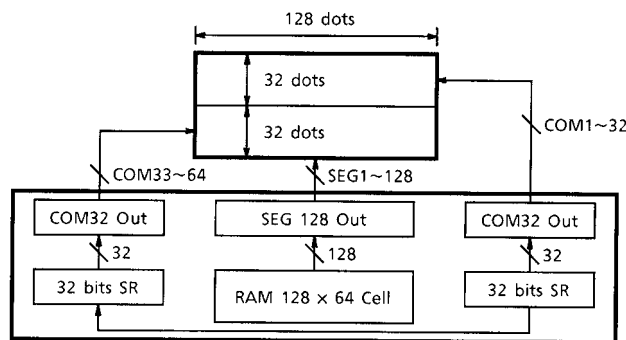 128 dots
32 dots
32 dots
COM1~32
COM33~64
SEG1~128
COM32 Out
SEG 128 Out
COM32 Out
32
128
32
32 bits SR
RAM 128 × 64 Cell
32 bits SR